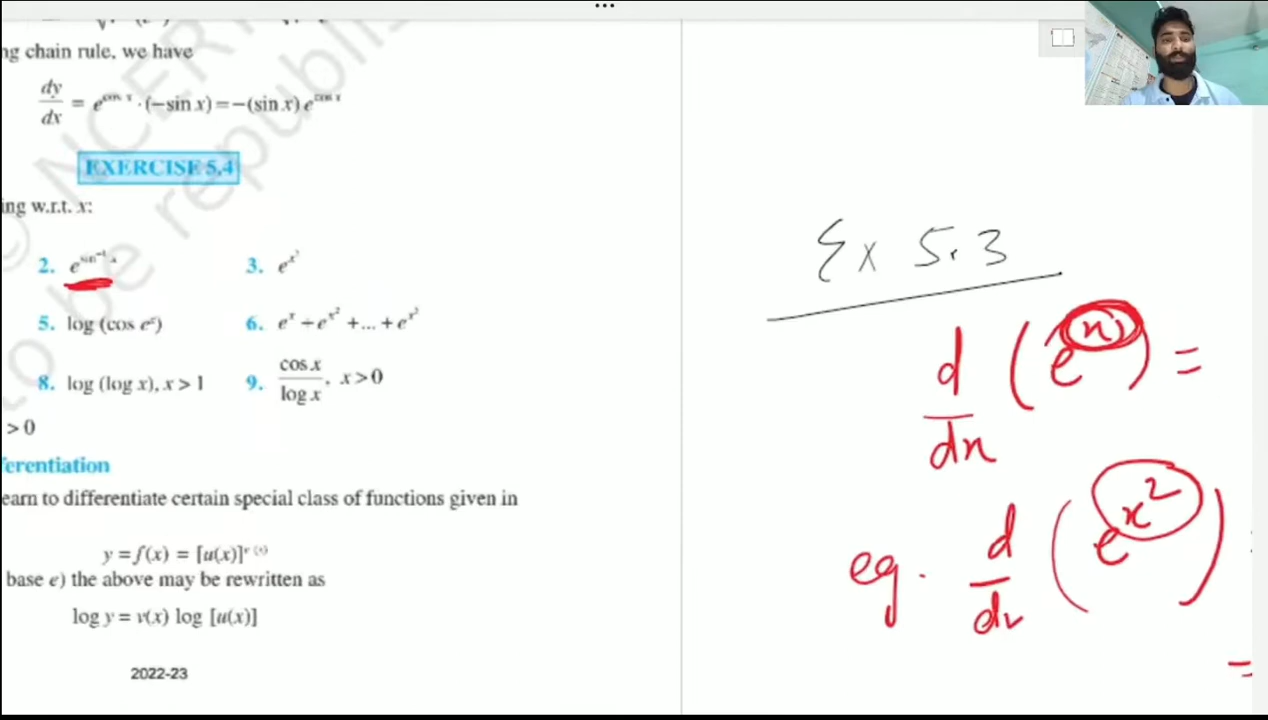 ng chain rule, we have
dy/dx = e^cos x · (−sin x) = −(sin x) e^cos x
EXERCISE 5.4
ing w.r.t. x:
2. e^sin⁻¹ x 3. e^x³
5. log (cos e^x) 6. e^x + e^x² + ... + e^x⁵
8. log (log x), x > 1 9. cos x / log x, x > 0
> 0
ferentiation
earn to differentiate certain special class of functions given in
y = f(x) = [u(x)]^v(x)
base e) the above may be rewritten as
log y = v(x) log [u(x)]
2022-23
© NCER
be republis
Ex 5.3
d/dx (e^x) =
eg. d/dx (e^x²)
=